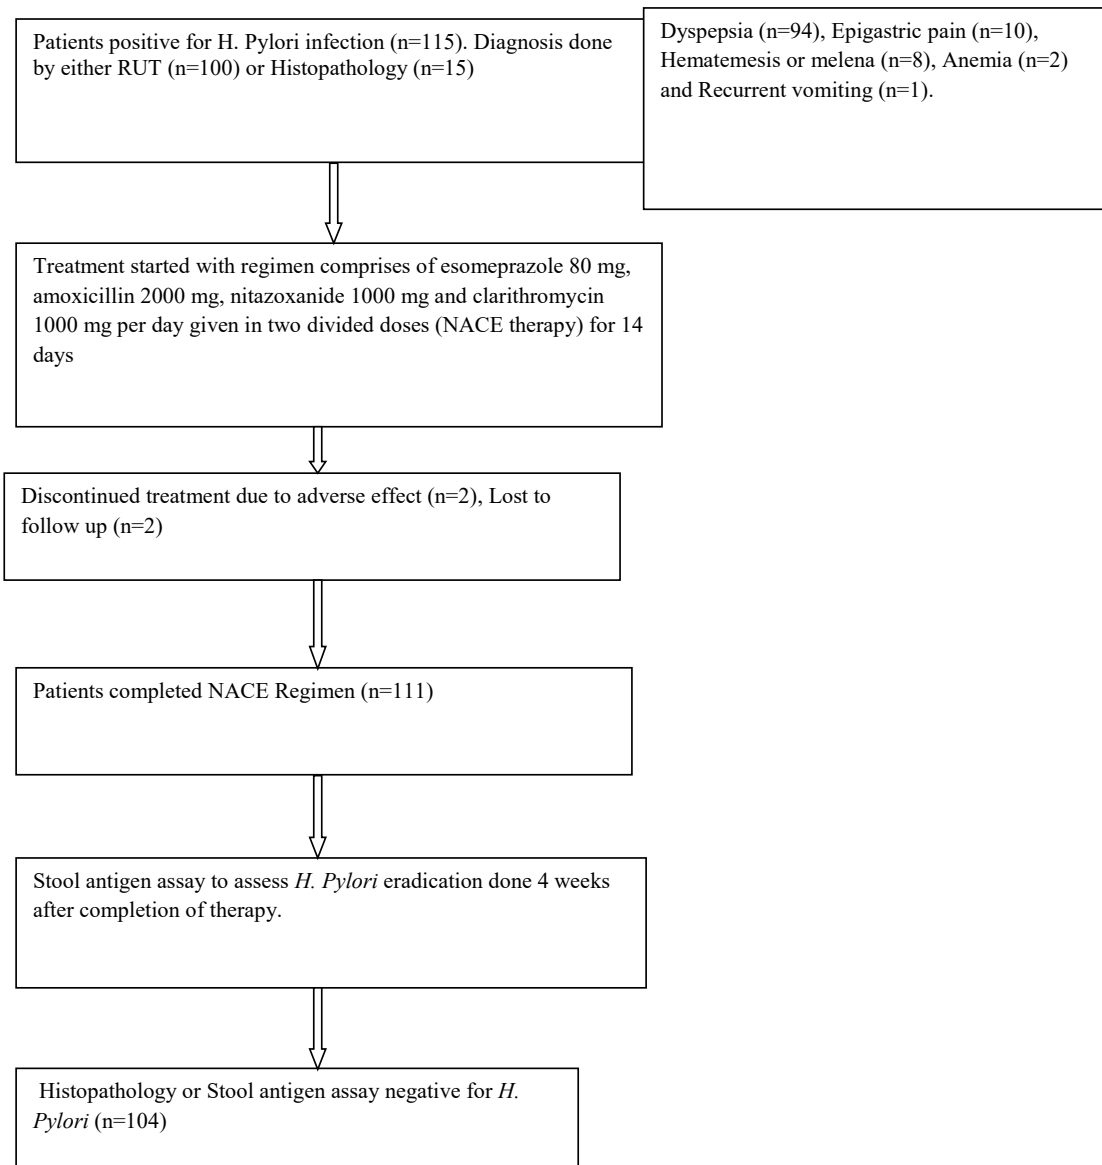 Patients positive for H. Pylori infection (n=115). Diagnosis done
by either RUT (n=100) or Histopathology (n=15)
Dyspepsia (n=94), Epigastric pain (n=10),
Hematemesis or melena (n=8), Anemia (n=2)
and Recurrent vomiting (n=1).
Treatment started with regimen comprises of esomeprazole 80 mg,
amoxicillin 2000 mg, nitazoxanide 1000 mg and clarithromycin
1000 mg per day given in two divided doses (NACE therapy) for 14
days
Discontinued treatment due to adverse effect (n=2), Lost to
follow up (n=2)
Patients completed NACE Regimen (n=111)
Stool antigen assay to assess H. Pylori eradication done 4 weeks
after completion of therapy.
Histopathology or Stool antigen assay negative for H.
Pylori (n=104)